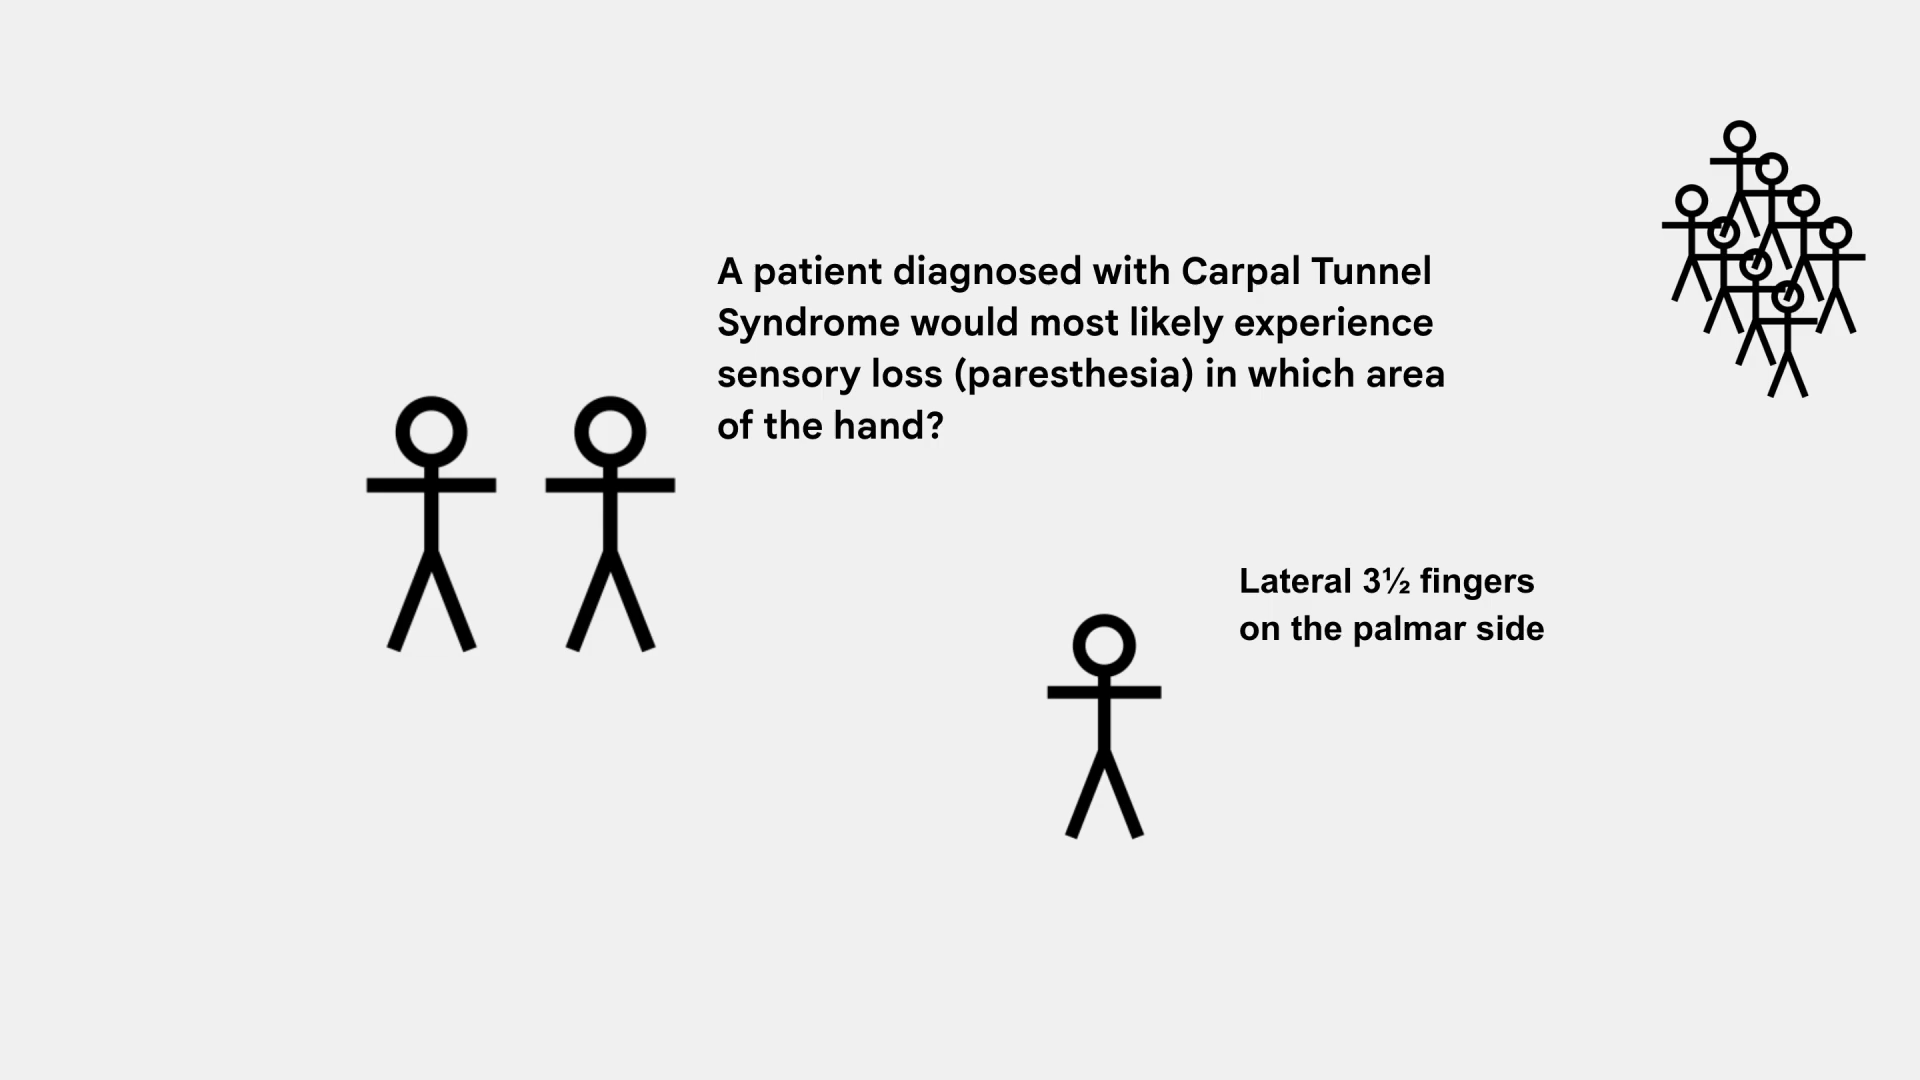 A patient diagnosed with Carpal Tunnel
Syndrome would most likely experience
sensory loss (paresthesia) in which area
of the hand?
Lateral 3½ fingers
on the palmar side